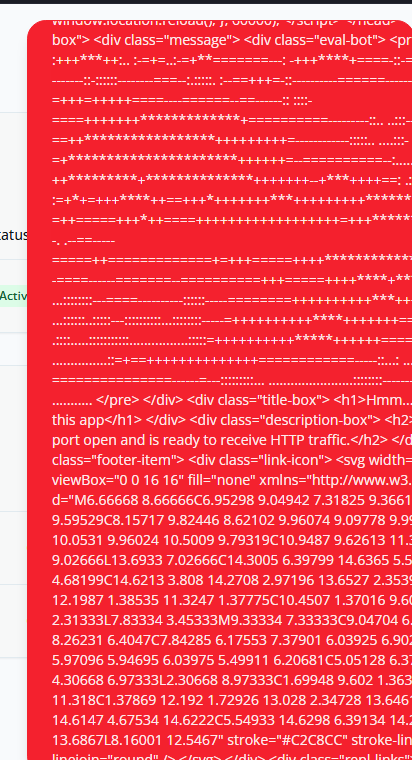 window.location.reload(); }, 60000); </script> </head>
box"> <div class="message"> <div class="eval-bot"> <pr
:+++***++:.. :-=+=..:-=+**=======---: -++++****+====-::-=
-------::-::::::--------===--:.:::::. :--==+++=-::---------======------
=+++=+++++====----======--==------:: ::::-
====+++++++*************+==========---------::.. ..:::--
==++*****************+++++++++=------------:::::.. ....:::-
=+**********************++++++=--==========--:....
++*********+**************+++++++--+***++++==: .:
:=+*+=+++****++==+++*+++++++***++++++++++******
=++=====+++*++====++++++++++++++++++=+++*****
-. .--==-----
=====++=============+=+++=====++++***********
-====------=======--==========+++=====++++****+**
...::::::::---====----------::::::-----========++++++++++***++
...::::::..:::::---::::::::::...::::::::-----=++++++++++****+++++++==
.::::....::::::::::...............:::::=++++++++++*****++++++====
...............::=+==++++++++++++++============-----::...: ...
===============------=---:::::::::... .....................::::::::------
........... </pre> </div> <div class="title-box"> <h1>Hmm..
this app</h1> </div> <div class="description-box"> <h2>
port open and is ready to receive HTTP traffic.</h2> </d
class="footer-item"> <div class="link-icon"> <svg width=
viewBox="0 0 16 16" fill="none" xmlns="http://www.w3.
tatus
d="M6.66668 8.66666C6.95298 9.04942 7.31825 9.3661
9.59529C8.15717 9.82446 8.62102 9.96074 9.09778 9.99
10.0531 9.96024 10.5009 9.79319C10.9487 9.62613 11.3
Activ
9.02666L13.6933 7.02666C14.3005 6.39799 14.6365 5.5
4.68199C14.6213 3.808 14.2708 2.97196 13.6527 2.3539
12.1987 1.38535 11.3247 1.37775C10.4507 1.37016 9.60
2.31333L7.83334 3.45333M9.33334 7.33333C9.04704 6.
8.26231 6.4047C7.84285 6.17553 7.37901 6.03925 6.902
5.97096 5.94695 6.03975 5.49911 6.20681C5.05128 6.37
4.30668 6.97333L2.30668 8.97333C1.69948 9.602 1.363
11.318C1.37869 12.192 1.72926 13.028 2.34728 13.6461
14.6147 4.67534 14.6222C5.54933 14.6298 6.39134 14.2
13.6867L8.16001 12.5467" stroke="#C2C8CC" stroke-lin
linejoin="round" /> </svg> </div> <div class="repl-links"